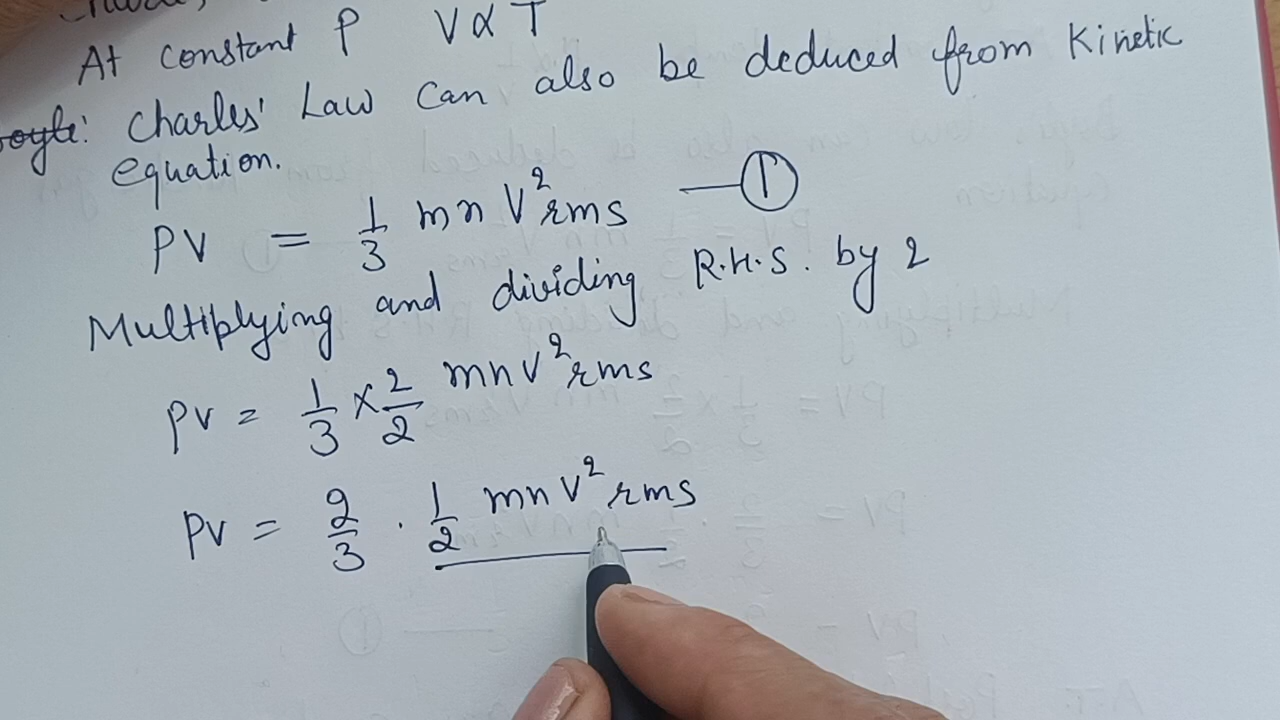 At constant P V∝T
Charles' Law Can also be deduced from Kinetic
equation.
PV = 1/3 mn V²rms —①
Multiplying and dividing R.H.S. by 2
PV = 1/3 × 2/2 mnv²rms
PV = 2/3 . 1/2 mnv²rms